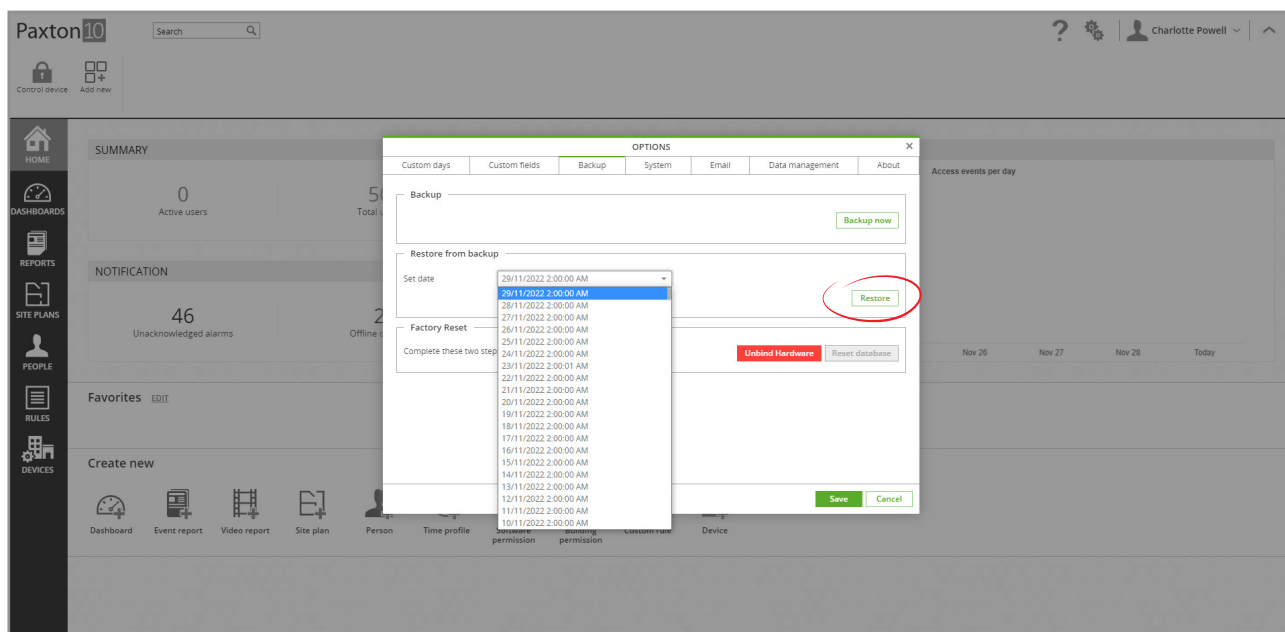 Paxton10
Search
?
Charlotte Powell
Control device
Add new
HOME
DASHBOARDS
REPORTS
SITE PLANS
PEOPLE
RULES
DEVICES
SUMMARY
0
Active users
50
Total
NOTIFICATION
46
Unacknowledged alarms
2
Offline
Access events per day
Nov 26 Nov 27 Nov 28 Today
Favorites EDIT
Create new
Dashboard Event report Video report Site plan Person Time profile Software permission Building permission Custom rule Device
OPTIONS
Custom days Custom fields Backup System Email Data management About
Backup
Backup now
Restore from backup
Set date
29/11/2022 2:00:00 AM
29/11/2022 2:00:00 AM
28/11/2022 2:00:00 AM
27/11/2022 2:00:00 AM
26/11/2022 2:00:00 AM
25/11/2022 2:00:00 AM
24/11/2022 2:00:00 AM
23/11/2022 2:00:01 AM
22/11/2022 2:00:00 AM
21/11/2022 2:00:00 AM
20/11/2022 2:00:00 AM
19/11/2022 2:00:00 AM
18/11/2022 2:00:00 AM
17/11/2022 2:00:00 AM
16/11/2022 2:00:00 AM
15/11/2022 2:00:00 AM
14/11/2022 2:00:00 AM
13/11/2022 2:00:00 AM
12/11/2022 2:00:00 AM
11/11/2022 2:00:00 AM
10/11/2022 2:00:00 AM
Restore
Factory Reset
Complete these two step
Unbind Hardware Reset database
Save Cancel